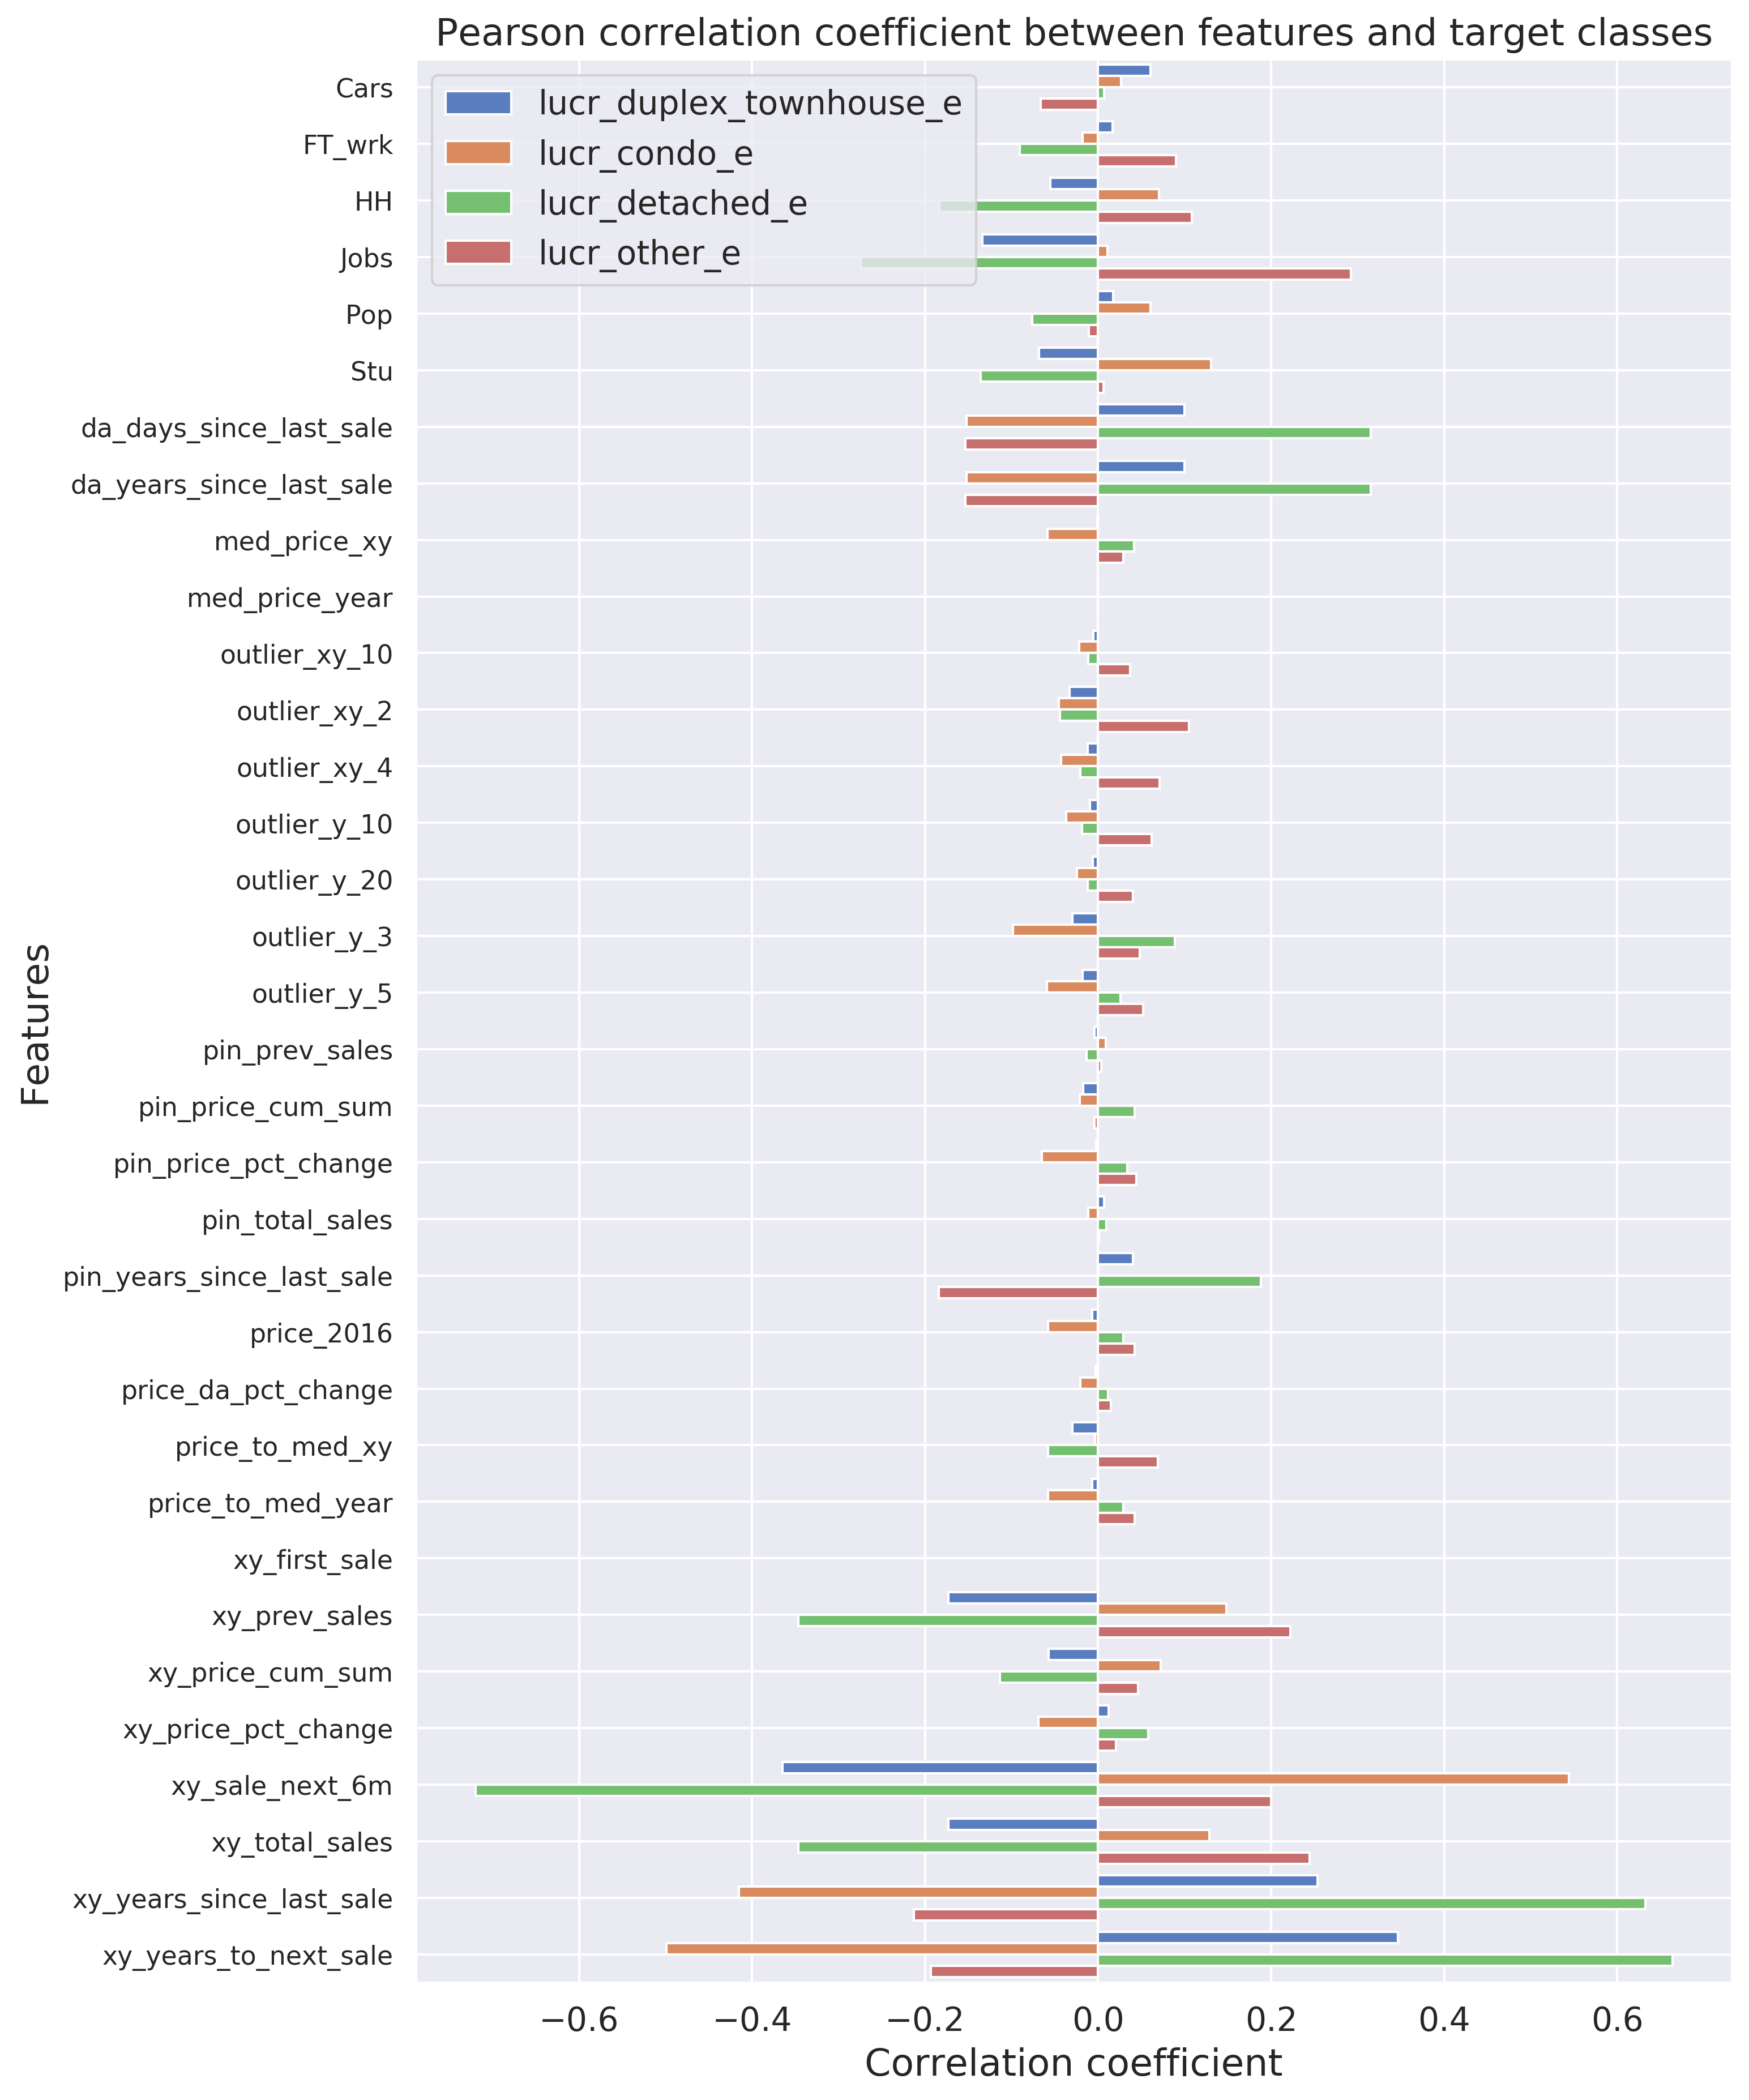 Pearson correlation coefficient between features and target classes
lucr_duplex_townhouse_e
lucr_condo_e
lucr_detached_e
lucr_other_e
Features
Cars
FT_wrk
HH
Jobs
Pop
Stu
da_days_since_last_sale
da_years_since_last_sale
med_price_xy
med_price_year
outlier_xy_10
outlier_xy_2
outlier_xy_4
outlier_y_10
outlier_y_20
outlier_y_3
outlier_y_5
pin_prev_sales
pin_price_cum_sum
pin_price_pct_change
pin_total_sales
pin_years_since_last_sale
price_2016
price_da_pct_change
price_to_med_xy
price_to_med_year
xy_first_sale
xy_prev_sales
xy_price_cum_sum
xy_price_pct_change
xy_sale_next_6m
xy_total_sales
xy_years_since_last_sale
xy_years_to_next_sale
−0.6 −0.4 −0.2 0.0 0.2 0.4 0.6
Correlation coefficient